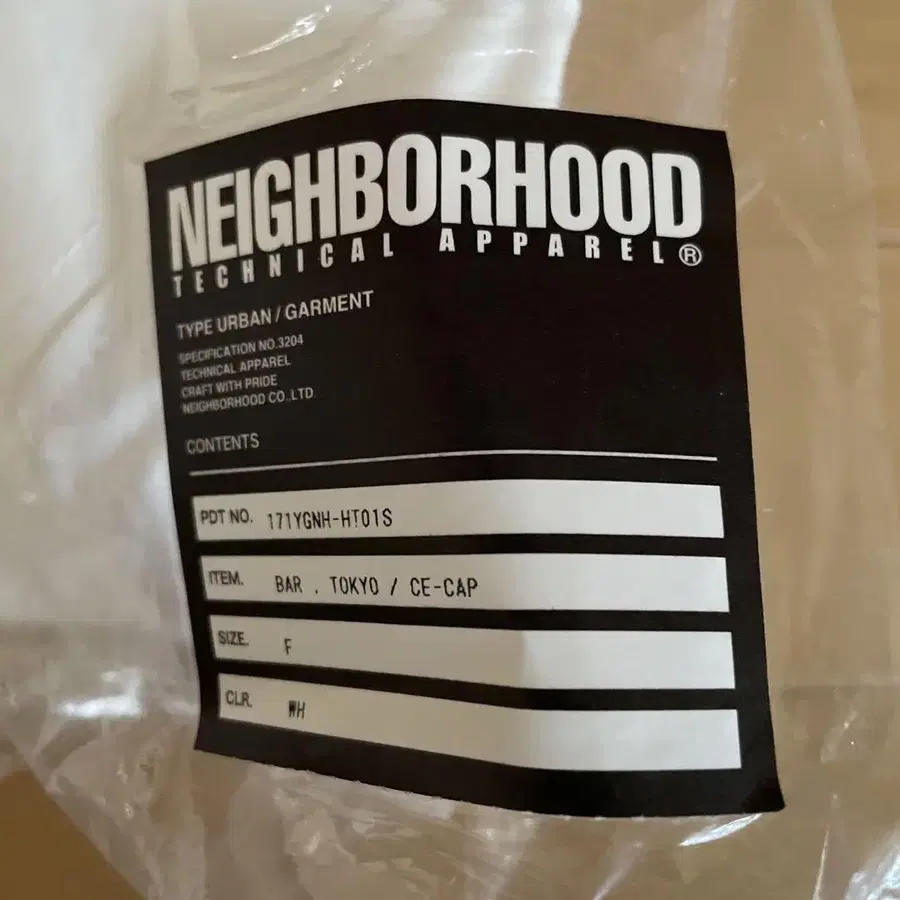 NEIGHBORHOOD
TECHNICAL APPAREL®
TYPE URBAN / GARMENT
SPECIFICATION NO.3204
TECHNICAL APPAREL
CRAFT WITH PRIDE
NEIGHBORHOOD CO.,LTD
CONTENTS
PDT NO. 171YGNH-HT01S
ITEM. BAR . TOKYO / CE-CAP
SIZE. F
CLR. WH